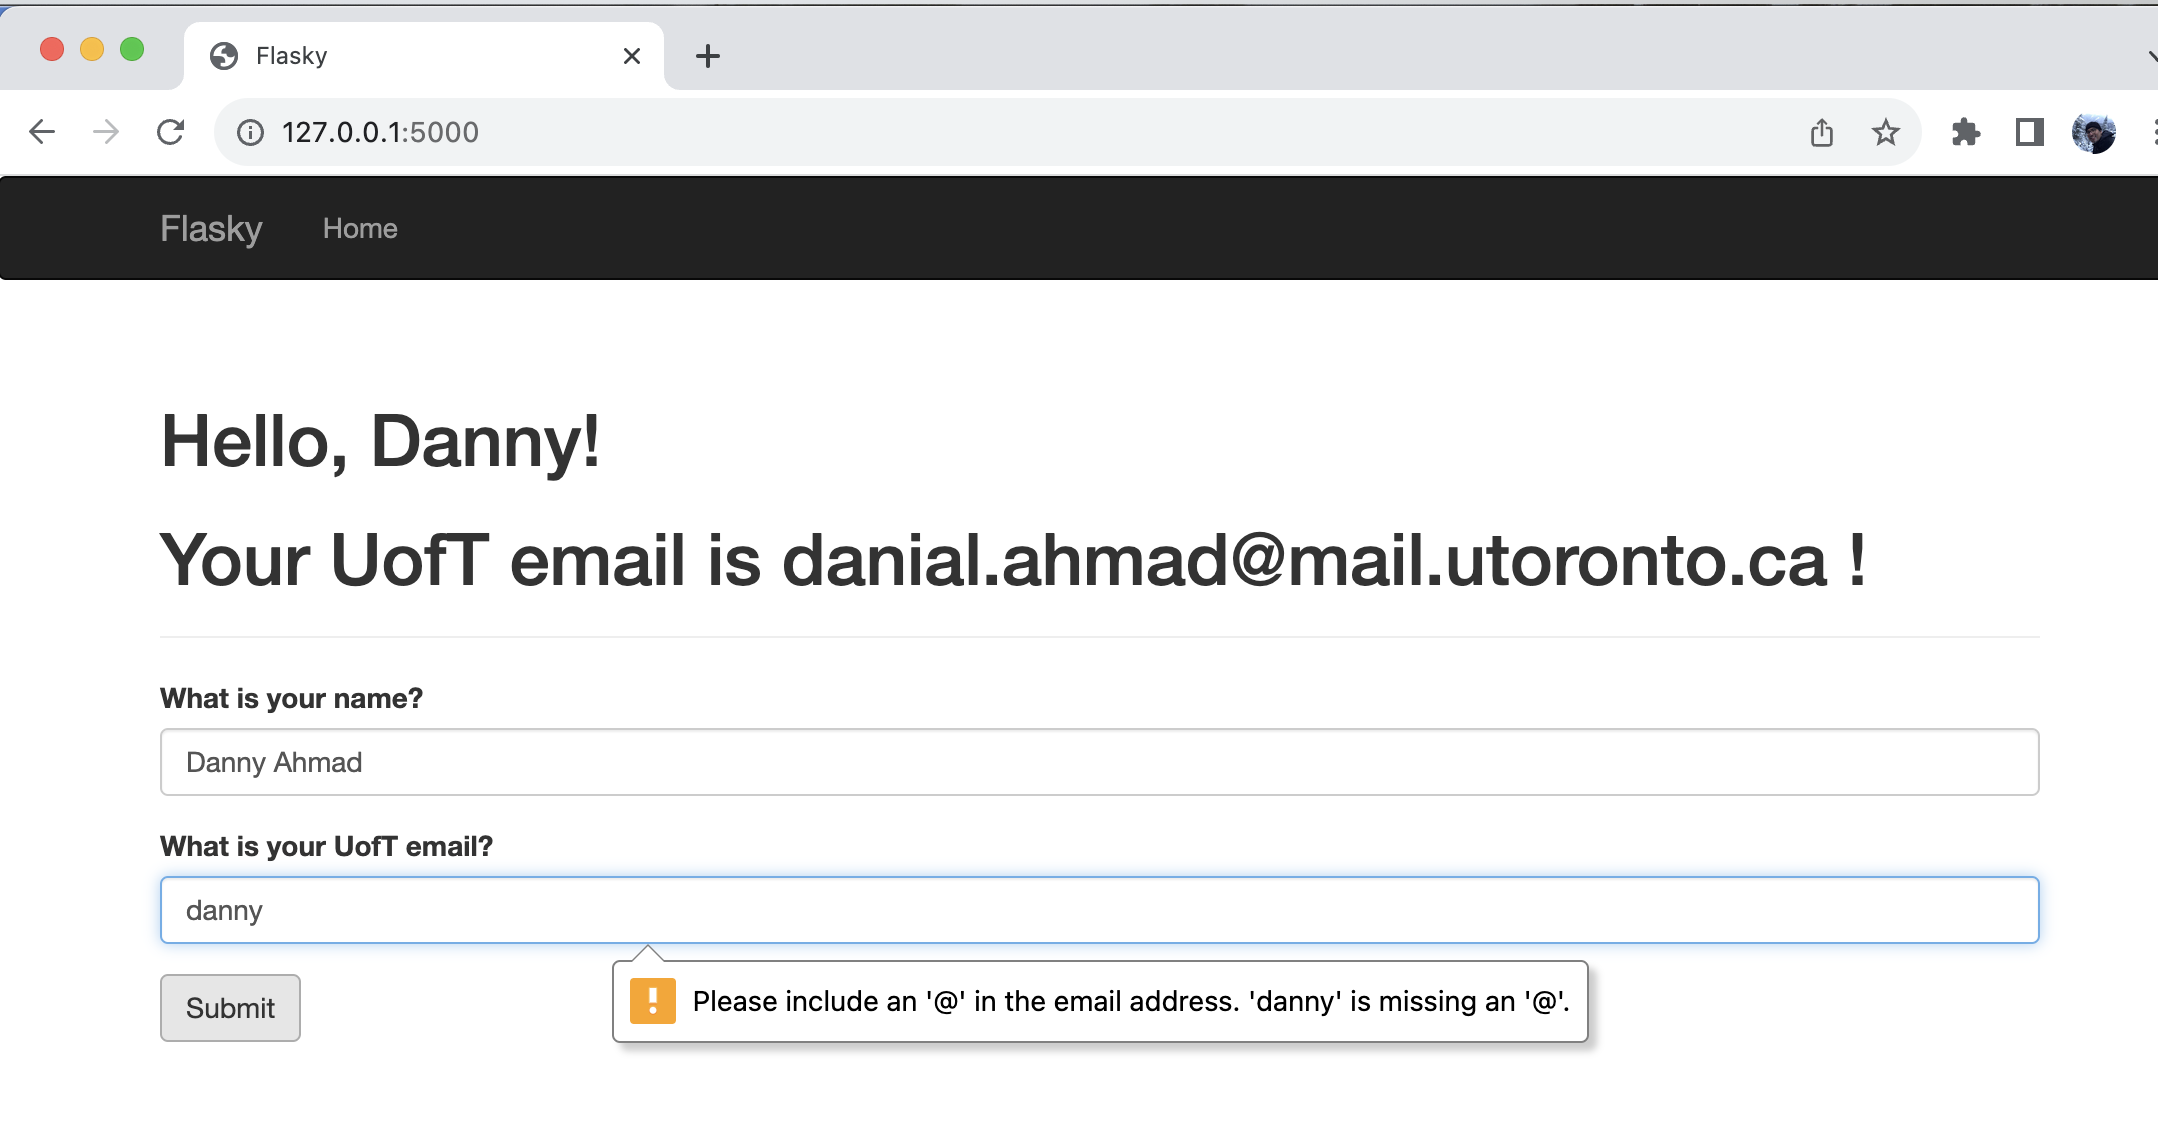 Flasky
127.0.0.1:5000
Flasky Home
Hello, Danny!
Your UofT email is danial.ahmad@mail.utoronto.ca !
What is your name?
Danny Ahmad
What is your UofT email?
danny
Submit
Please include an '@' in the email address. 'danny' is missing an '@'.